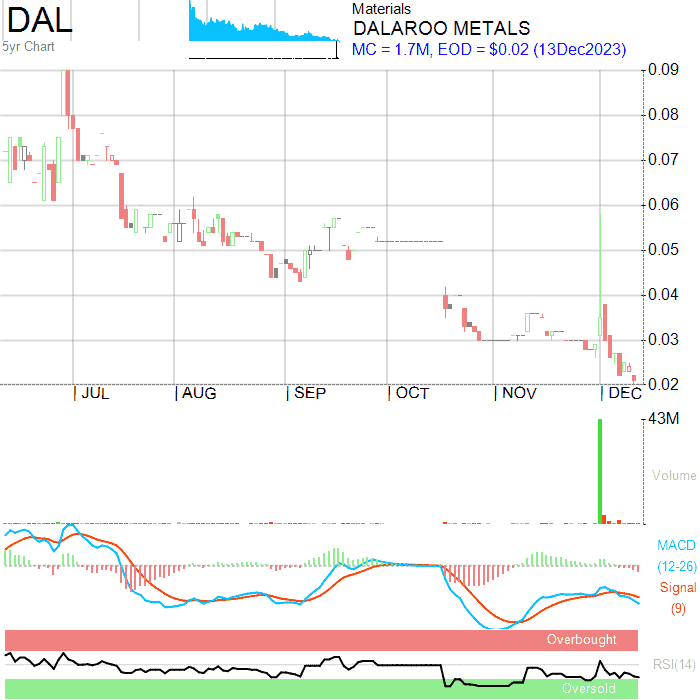 DAL
5yr Chart
Materials
DALAROO METALS
MC = 1.7M, EOD = $0.02 (13Dec2023)
0.09
0.08
0.07
0.06
0.05
0.04
0.03
0.02
JUL AUG SEP OCT NOV DEC
43M
Volume
MACD
(12-26)
Signal
(9)
Overbought
RSI(14)
Oversold